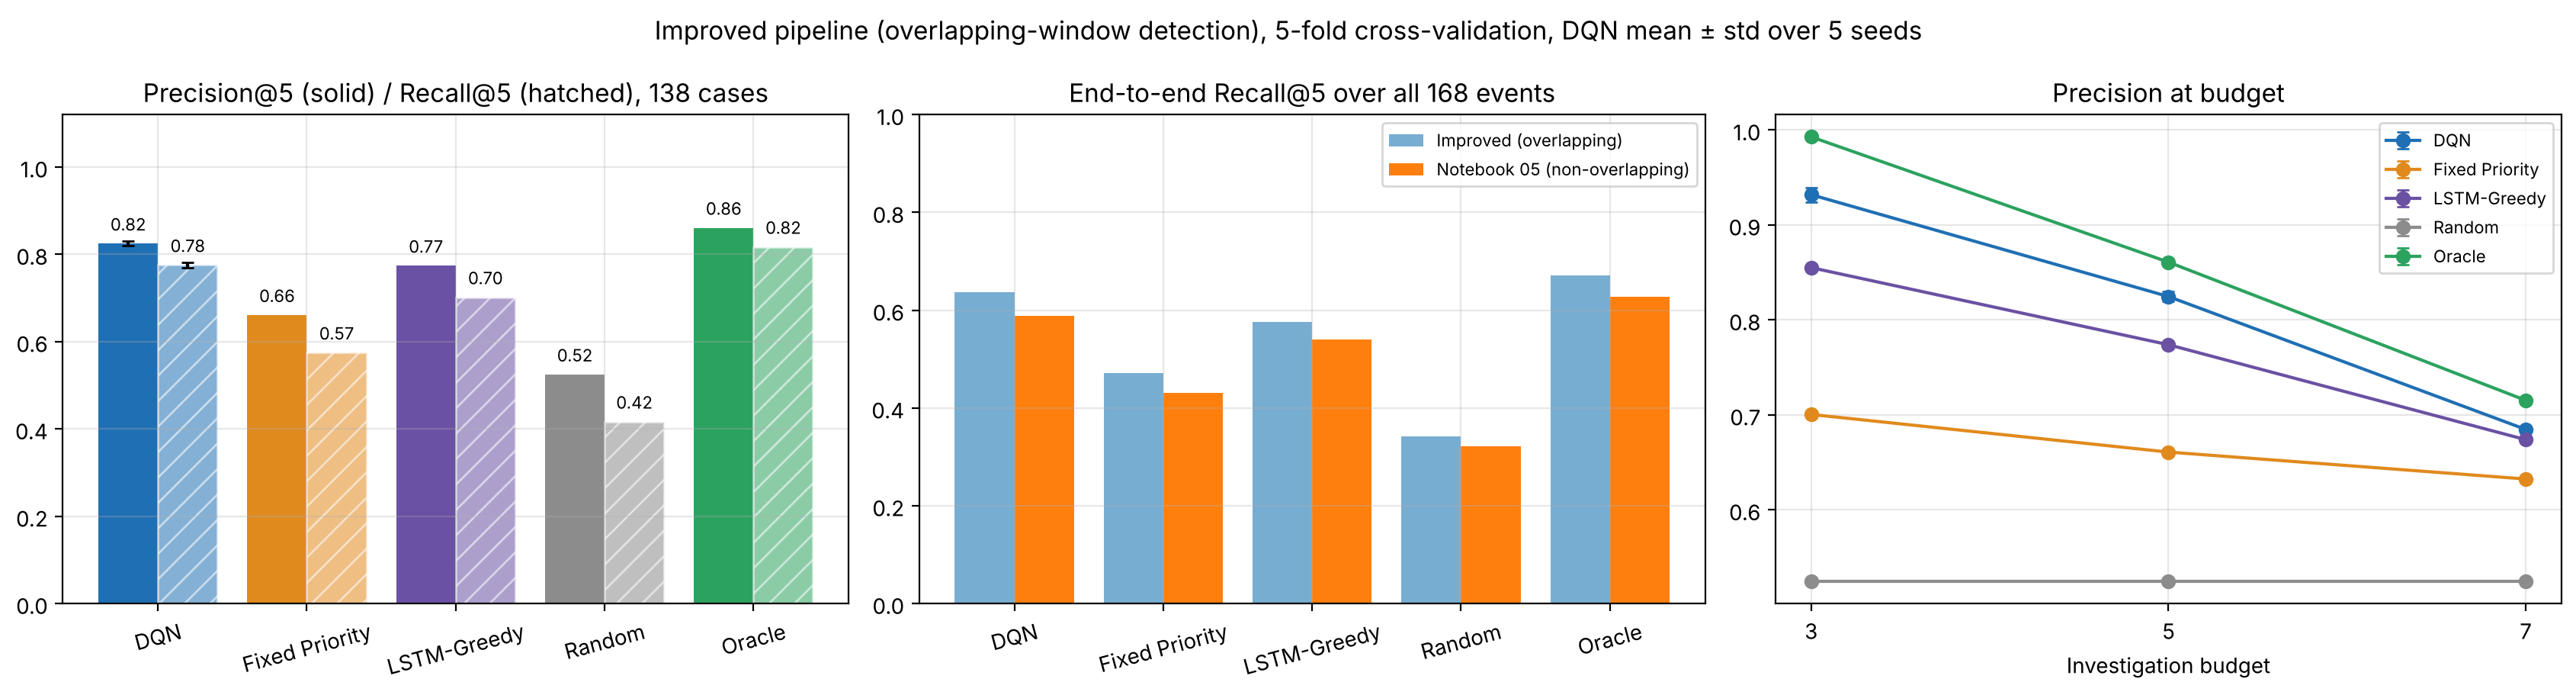 Improved pipeline (overlapping-window detection), 5-fold cross-validation, DQN mean ± std over 5 seeds
Precision@5 (solid) / Recall@5 (hatched), 138 cases
1.0
0.8
0.6
0.4
0.2
0.0
0.82
0.78
0.66
0.57
0.77
0.70
0.52
0.42
0.86
0.82
DQN
Fixed Priority
LSTM-Greedy
Random
Oracle
End-to-end Recall@5 over all 168 events
1.0
0.8
0.6
0.4
0.2
0.0
Improved (overlapping)
Notebook 05 (non-overlapping)
DQN
Fixed Priority
LSTM-Greedy
Random
Oracle
Precision at budget
1.0
0.9
0.8
0.7
0.6
DQN
Fixed Priority
LSTM-Greedy
Random
Oracle
3
5
7
Investigation budget